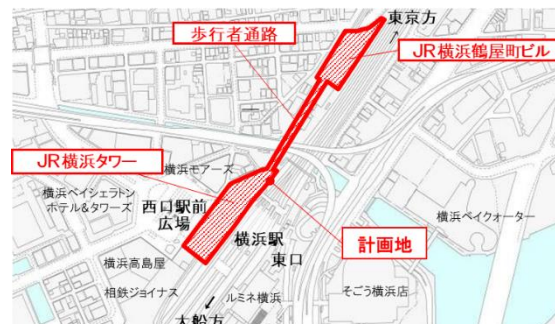 東京方
歩行者通路
JR横浜鶴屋町ビル
JR横浜タワー
横浜モアーズ
横浜ベイシェラトン
ホテル&タワーズ
西口駅前
広場
横浜ベイクォーター
計画地
横浜駅
東口
横浜高島屋
相鉄ジョイナス
ルミネ横浜
そごう横浜店
大船方